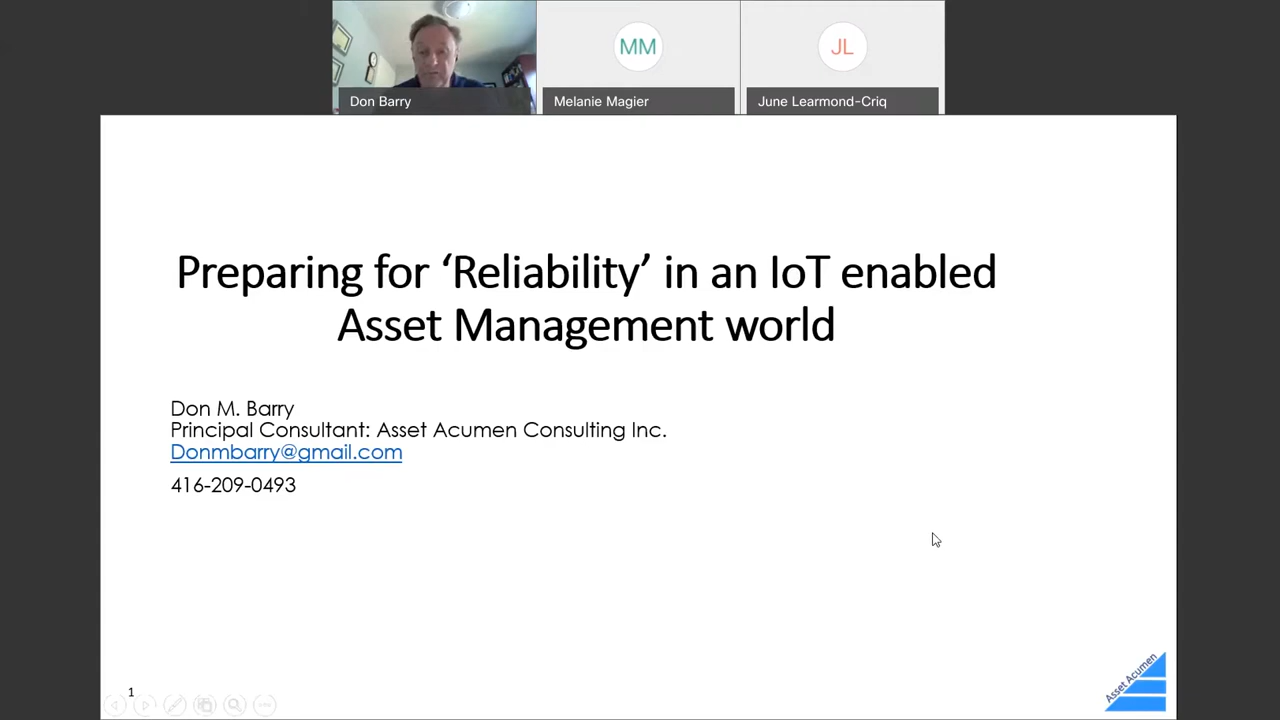 MM
JL
Don Barry
Melanie Magier
June Learmond-Criq
Preparing for ‘Reliability’ in an IoT enabled
Asset Management world
Don M. Barry
Principal Consultant: Asset Acumen Consulting Inc.
Donmbarry@gmail.com
416-209-0493
1
Asset Acumen